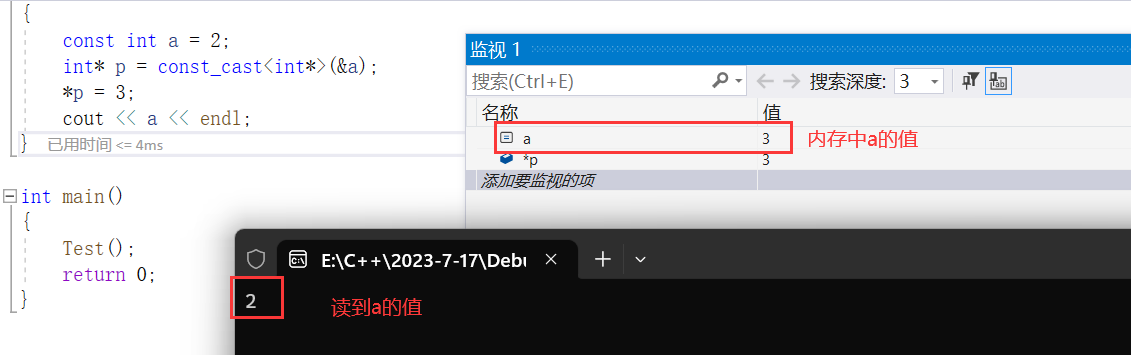 {
const int a = 2;
int* p = const_cast<int*>(&a);
*p = 3;
cout << a << endl;
} 已用时间 <= 4ms
int main()
{
Test();
return 0;
}
监视 1
搜索(Ctrl+E) 搜索深度: 3
名称 值
a 3 内存中a的值
*p 3
添加要监视的项
E:\C++\2023-7-17\Debu
2 读到a的值